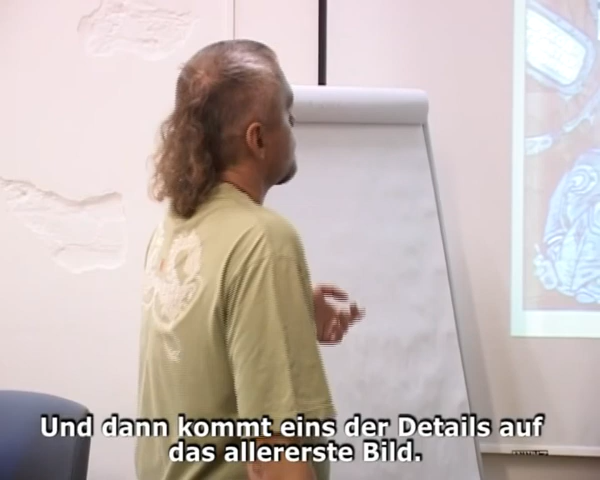 Und dann kommt eins der Details auf
das allererste Bild.